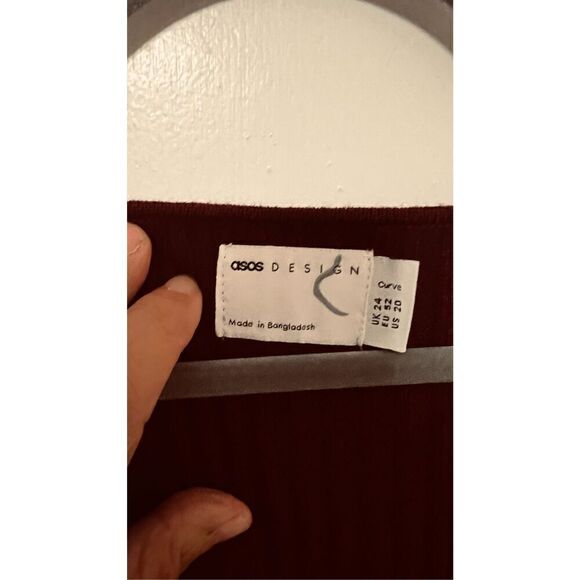 asos DESIGN
Made in Bangladesh
Curve
UK 24
EU 52
US 20